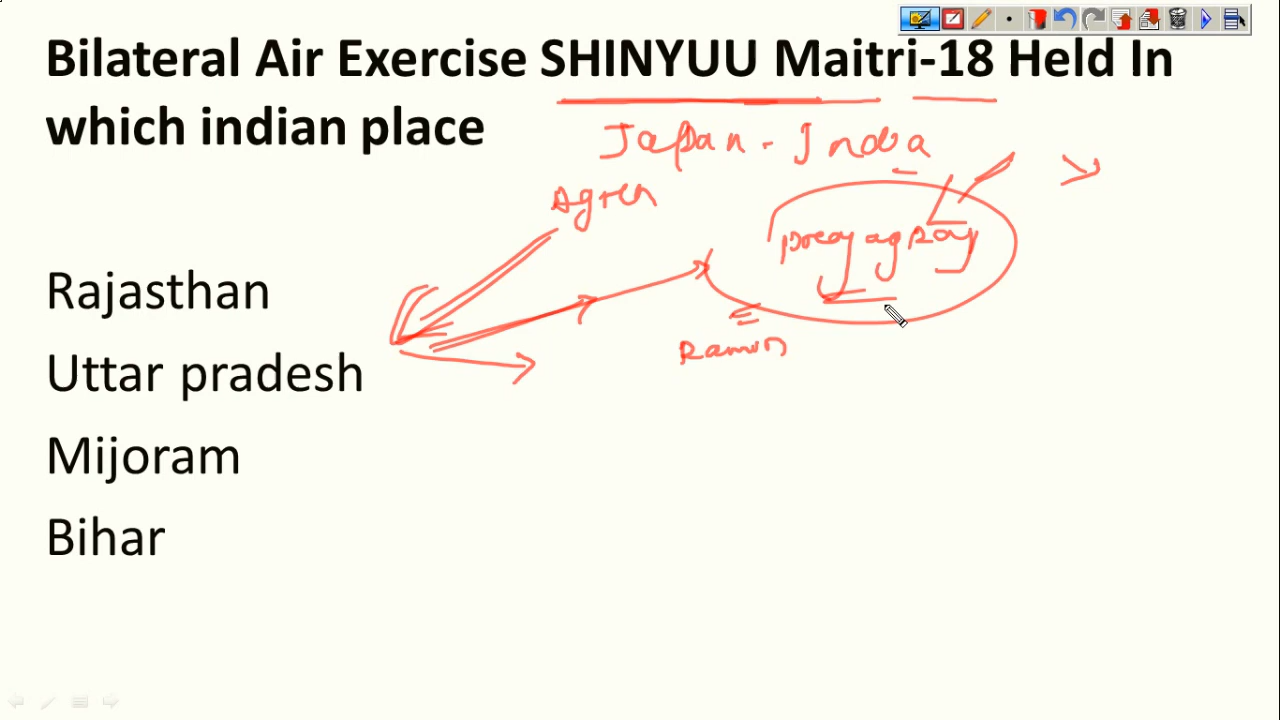 Bilateral Air Exercise SHINYUU Maitri-18 Held In
which indian place
Japan - India
Agra
prayagraj
Rajasthan
Uttar pradesh
Mijoram
Bihar